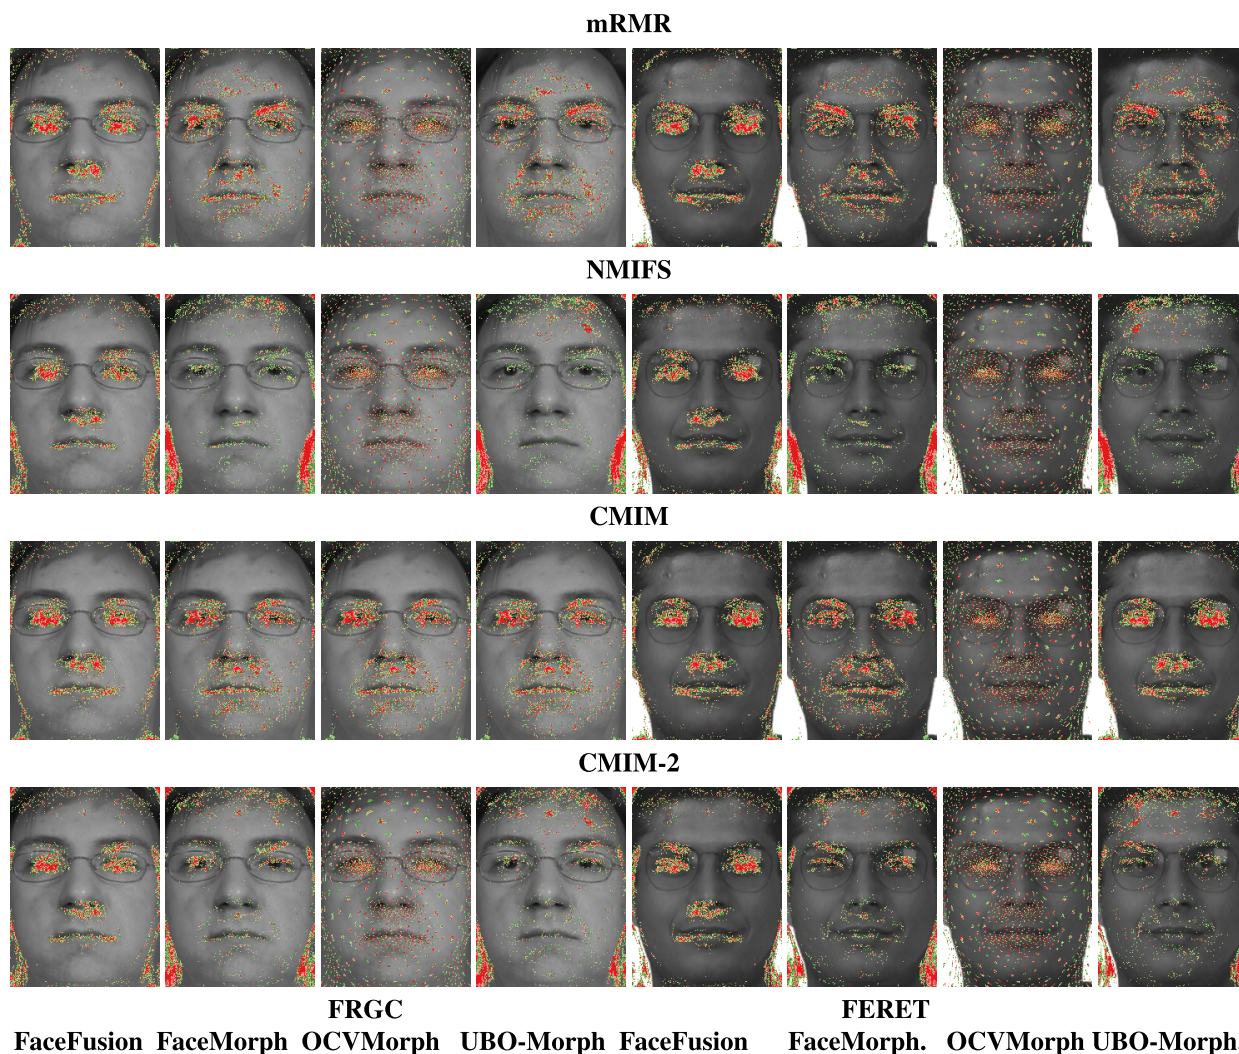 mRMR
NMIFS
CMIM
CMIM-2
FRGC FERET
FaceFusion FaceMorph OCVMorph UBO-Morph FaceFusion FaceMorph. OCVMorph UBO-Morph.